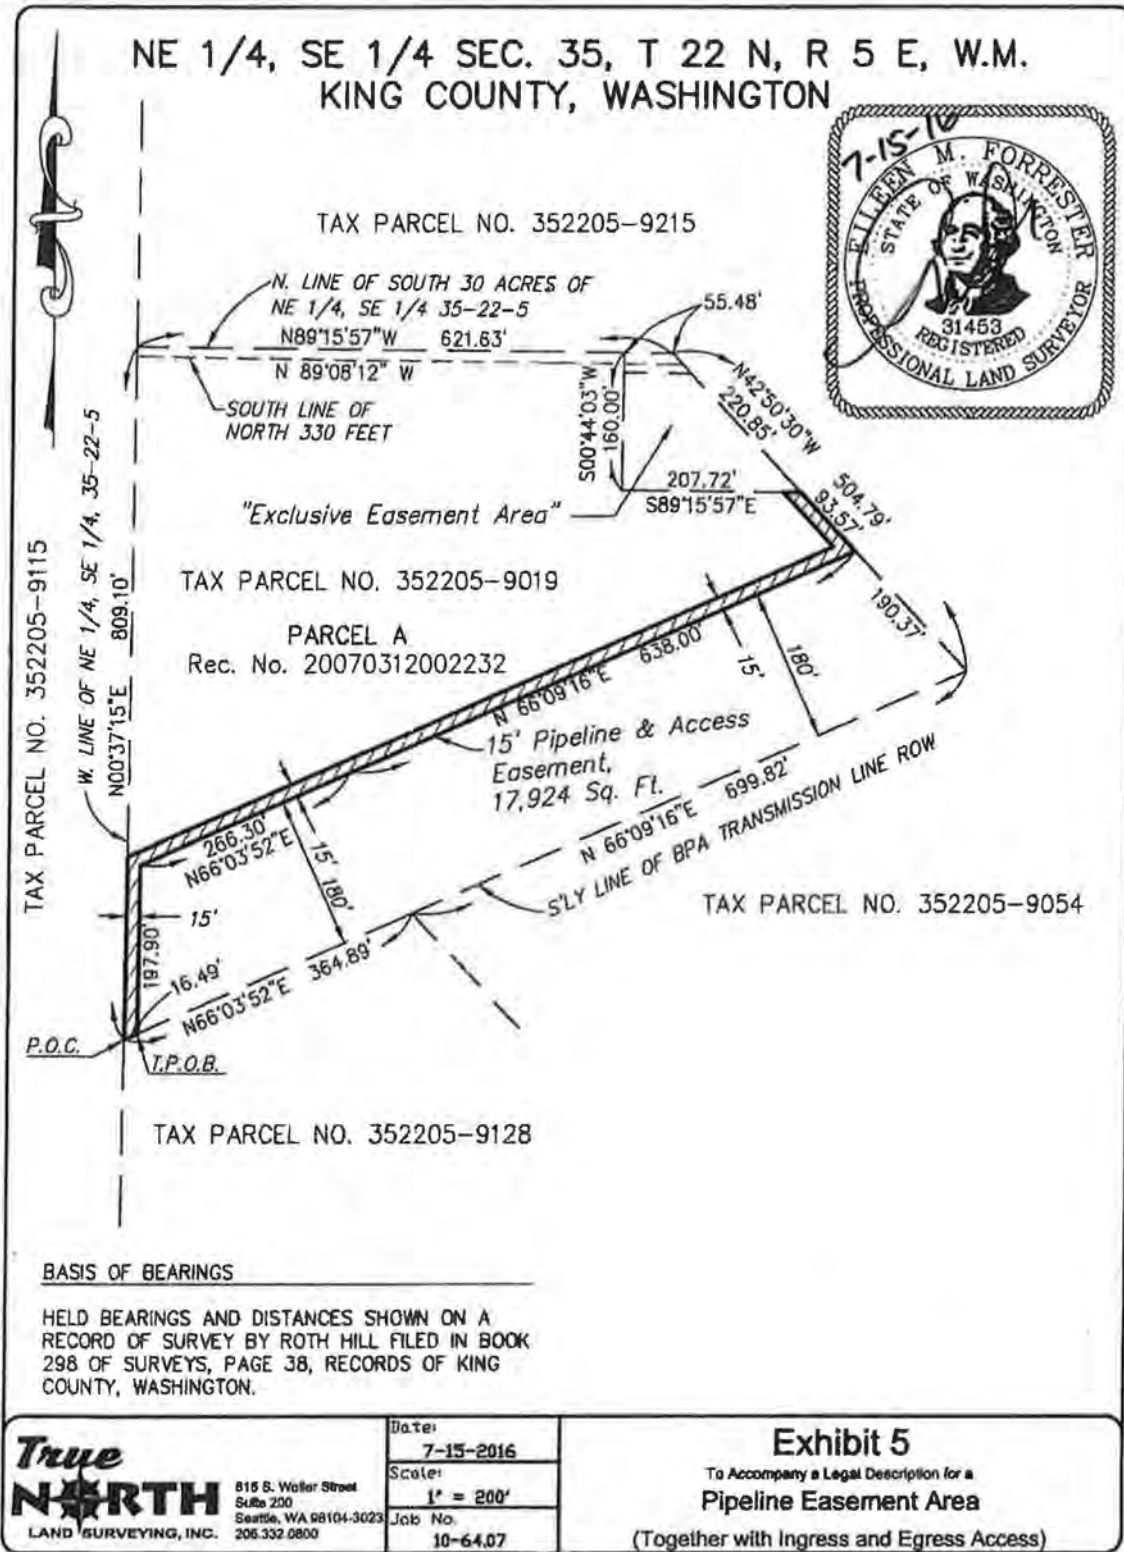 NE 1/4, SE 1/4 SEC. 35, T 22 N, R 5 E, W.M.
KING COUNTY, WASHINGTON
7-15-16
EILEEN M. FORRESTER
STATE OF WASHINGTON
31453
REGISTERED
PROFESSIONAL LAND SURVEYOR
TAX PARCEL NO. 352205-9215
N. LINE OF SOUTH 30 ACRES OF
NE 1/4, SE 1/4 35-22-5
N89°15'57"W 621.63'
N 89°08'12" W
SOUTH LINE OF
NORTH 330 FEET
55.48'
N42°50'30"W
220.85'
S00°44'03"W
160.00'
207.72'
S89°15'57"E
504.79'
93.57'
190.37'
"Exclusive Easement Area"
TAX PARCEL NO. 352205-9115
W. LINE OF NE 1/4, SE 1/4, 35-22-5
N00°37'15"E 809.10'
TAX PARCEL NO. 352205-9019
PARCEL A
Rec. No. 20070312002232
638.00'
N 66°09'16"E
15'
180'
15' Pipeline & Access
Easement,
17,924 Sq. Ft.
266.30'
N66°03'52"E
15'
180'
N 66°09'16"E 699.82'
S'LY LINE OF BPA TRANSMISSION LINE ROW
TAX PARCEL NO. 352205-9054
15'
197.90'
16.49'
N66°03'52"E 364.89'
P.O.C.
T.P.O.B.
TAX PARCEL NO. 352205-9128
BASIS OF BEARINGS
HELD BEARINGS AND DISTANCES SHOWN ON A
RECORD OF SURVEY BY ROTH HILL FILED IN BOOK
298 OF SURVEYS, PAGE 38, RECORDS OF KING
COUNTY, WASHINGTON.
True
NORTH
LAND SURVEYING, INC.
815 S. Weller Street
Suite 200
Seattle, WA 98104-3023
206.332.0800
Date:
7-15-2016
Scale:
1" = 200'
Job No.
10-64.07
Exhibit 5
To Accompany a Legal Description for a
Pipeline Easement Area
(Together with Ingress and Egress Access)